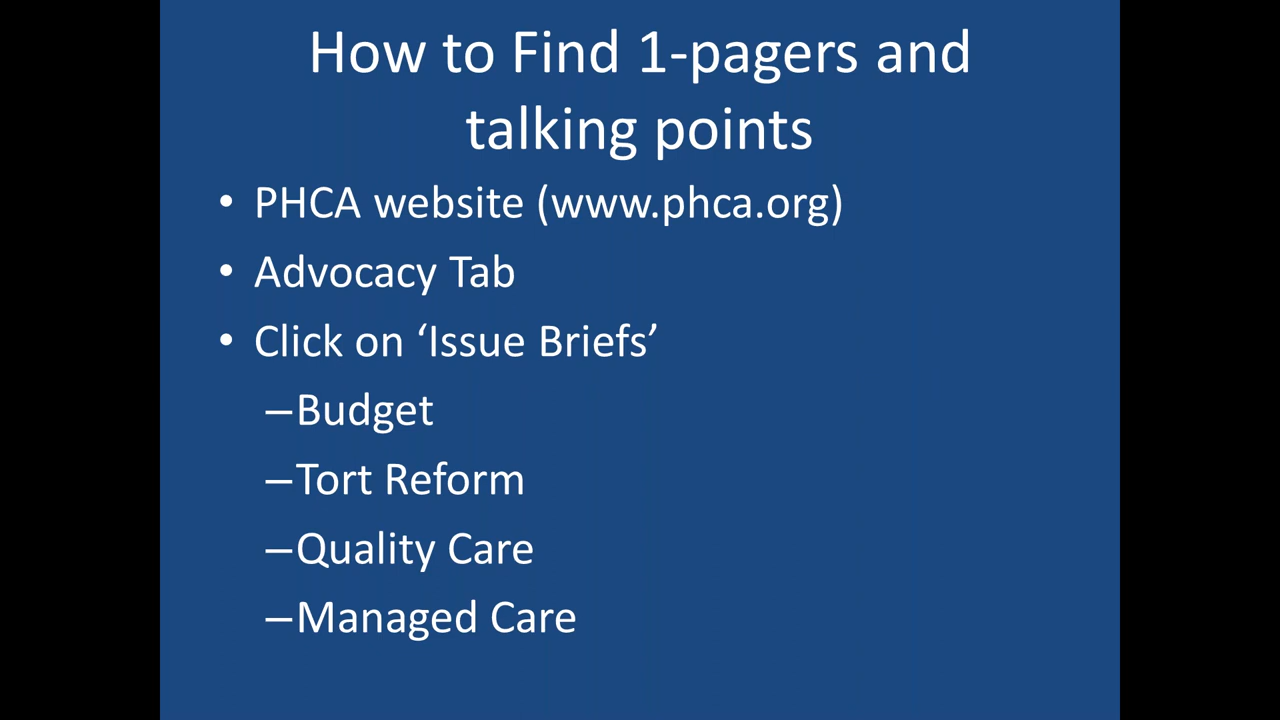 How to Find 1-pagers and
talking points
• PHCA website (www.phca.org)
• Advocacy Tab
• Click on ‘Issue Briefs’
–Budget
–Tort Reform
–Quality Care
–Managed Care